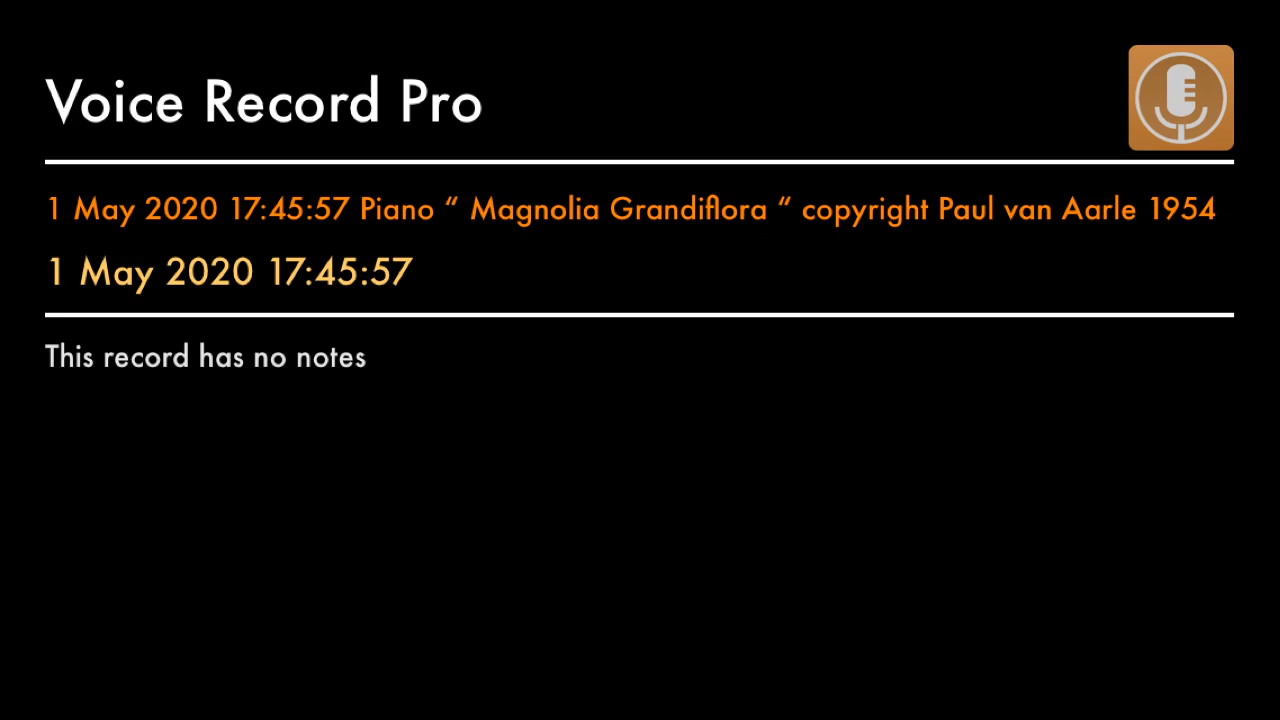 Voice Record Pro
1 May 2020 17:45:57 Piano “ Magnolia Grandiflora “ copyright Paul van Aarle 1954
1 May 2020 17:45:57
This record has no notes